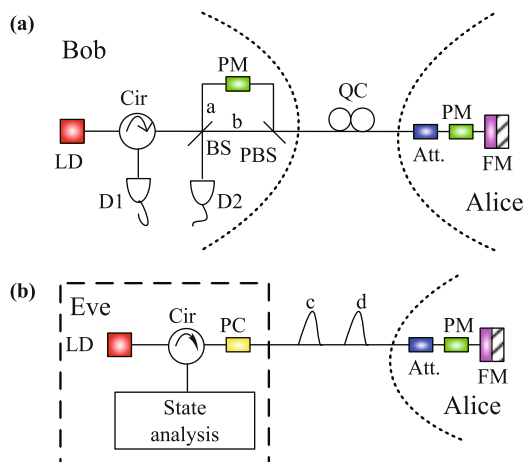 (a)
Bob
PM
QC
Cir
a
b
PM
LD
BS
PBS
Att.
FM
D1
D2
Alice
(b)
Eve
Cir
PC
c
d
PM
LD
Att.
FM
State
analysis
Alice